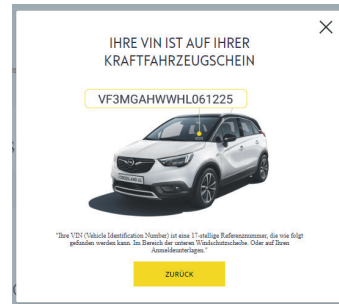 IHRE VIN IST AUF IHRER
KRAFTFAHRZEUGSCHEIN
VF3MGAHWWHL061225
CROSSLAND X
"Ihre VIN (Vehicle Identification Number) ist eine 17-stellige Referenznummer, die wie folgt
gefunden werden kann. Im Bereich der unteren Windschutzscheibe. Oder auf Ihren
Anmeldeunterlagen."
ZURÜCK